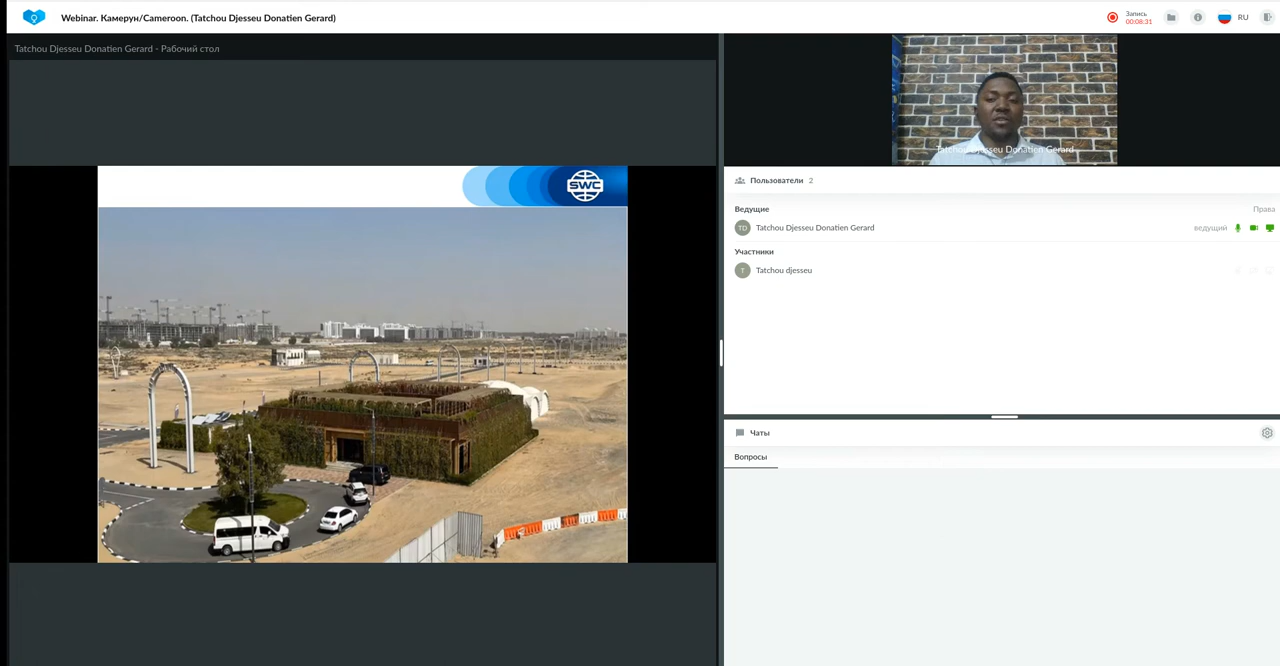 Webinar. Камерун/Cameroon. (Tatchou Djesseu Donatien Gerard)
Запись
00:08:31
RU
Tatchou Djesseu Donatien Gerard - Рабочий стол
SWC
Tatchou Djesseu Donatien Gerard
Пользователи 2
Ведущие Права
TD Tatchou Djesseu Donatien Gerard ведущий
Участники
T Tatchou djesseu
Чаты
Вопросы